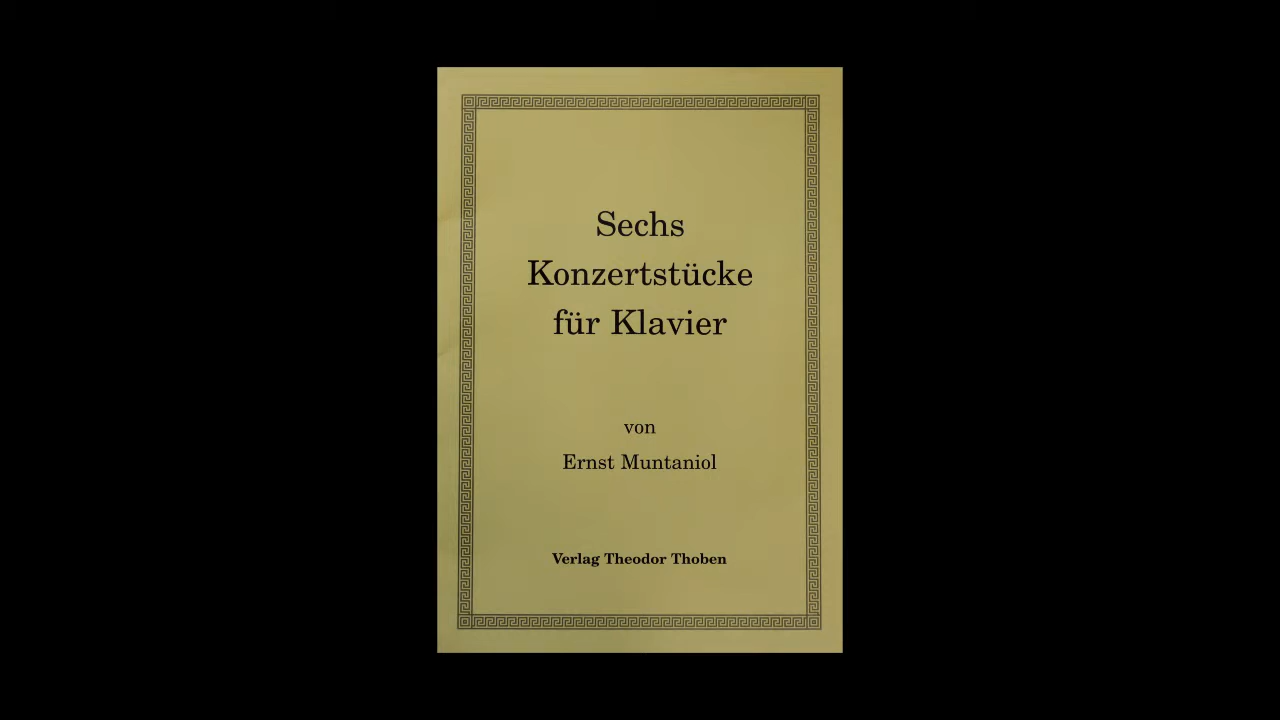 Sechs
Konzertstücke
für Klavier
von
Ernst Muntaniol
Verlag Theodor Thoben